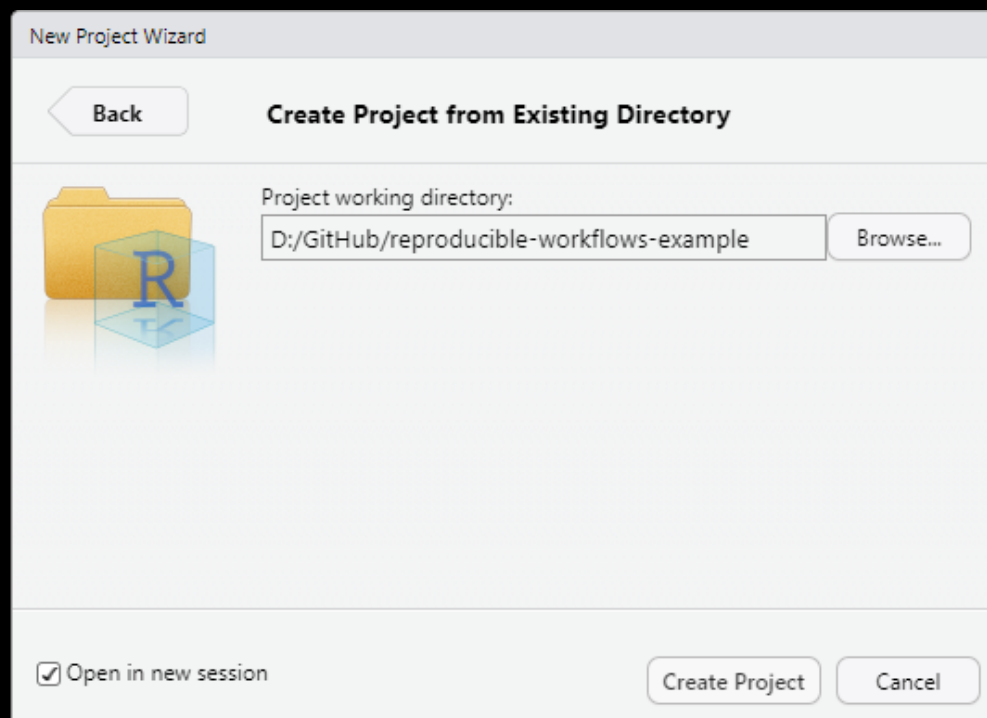 New Project Wizard
Back
Create Project from Existing Directory
Project working directory:
D:/GitHub/reproducible-workflows-example
Browse...
R
Open in new session
Create Project
Cancel